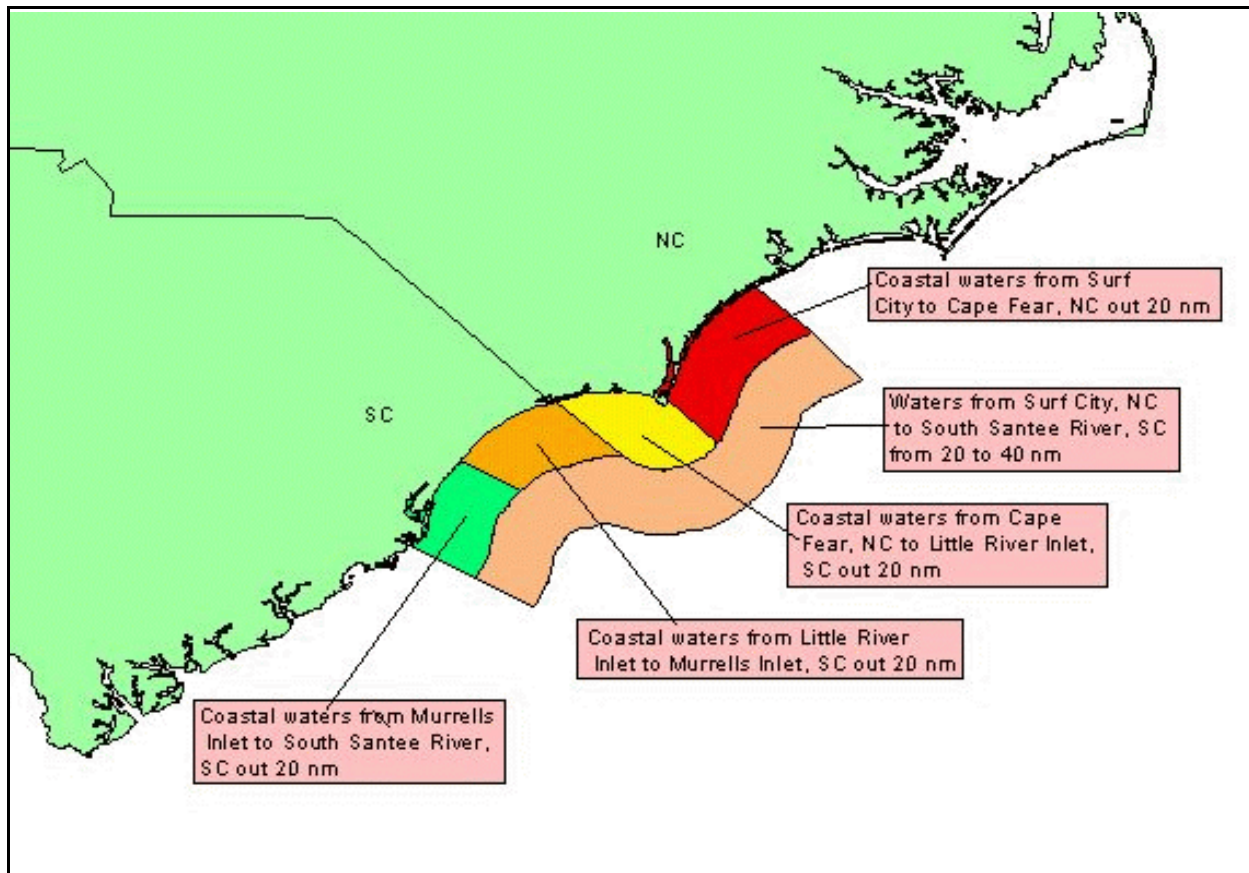 NC
Coastal waters from Surf
City to Cape Fear, NC out 20 nm
Waters from Surf City, NC
to South Santee River, SC
from 20 to 40 nm
SC
Coastal waters from Cape
Fear, NC to Little River Inlet,
SC out 20 nm
Coastal waters from Little River
Inlet to Murrells Inlet, SC out 20 nm
Coastal waters from Murrells
Inlet to South Santee River,
SC out 20 nm